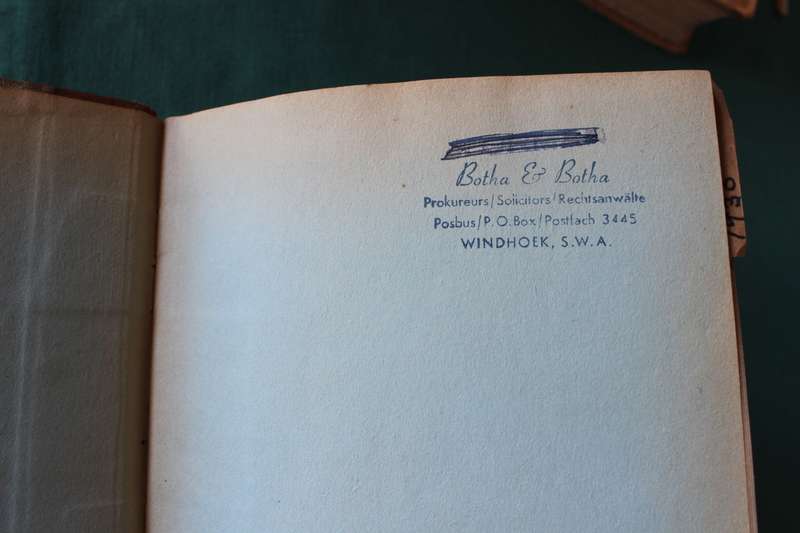 Botha & Botha
Prokureurs/Solicitors/Rechtsanwälte
Posbus/P.O.Box/Postfach 3445
WINDHOEK, S.W.A.